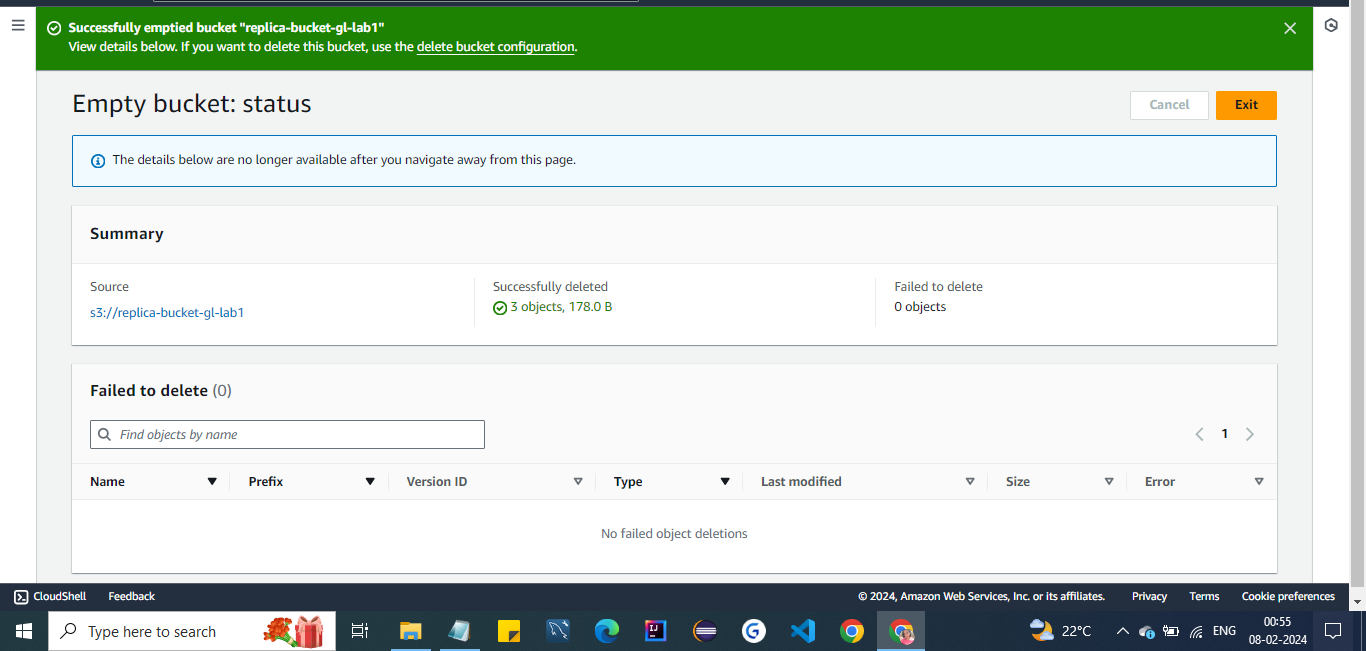 Successfully emptied bucket "replica-bucket-gl-lab1"
View details below. If you want to delete this bucket, use the delete bucket configuration.
Empty bucket: status
Cancel
Exit
The details below are no longer available after you navigate away from this page.
Summary
Source
Successfully deleted
Failed to delete
s3://replica-bucket-gl-lab1
3 objects, 178.0 B
0 objects
Failed to delete (0)
Find objects by name
1
Name
Prefix
Version ID
Type
Last modified
Size
Error
No failed object deletions
CloudShell
Feedback
© 2024, Amazon Web Services, Inc. or its affiliates.
Privacy
Terms
Cookie preferences
Type here to search
22°C
ENG
00:55
08-02-2024